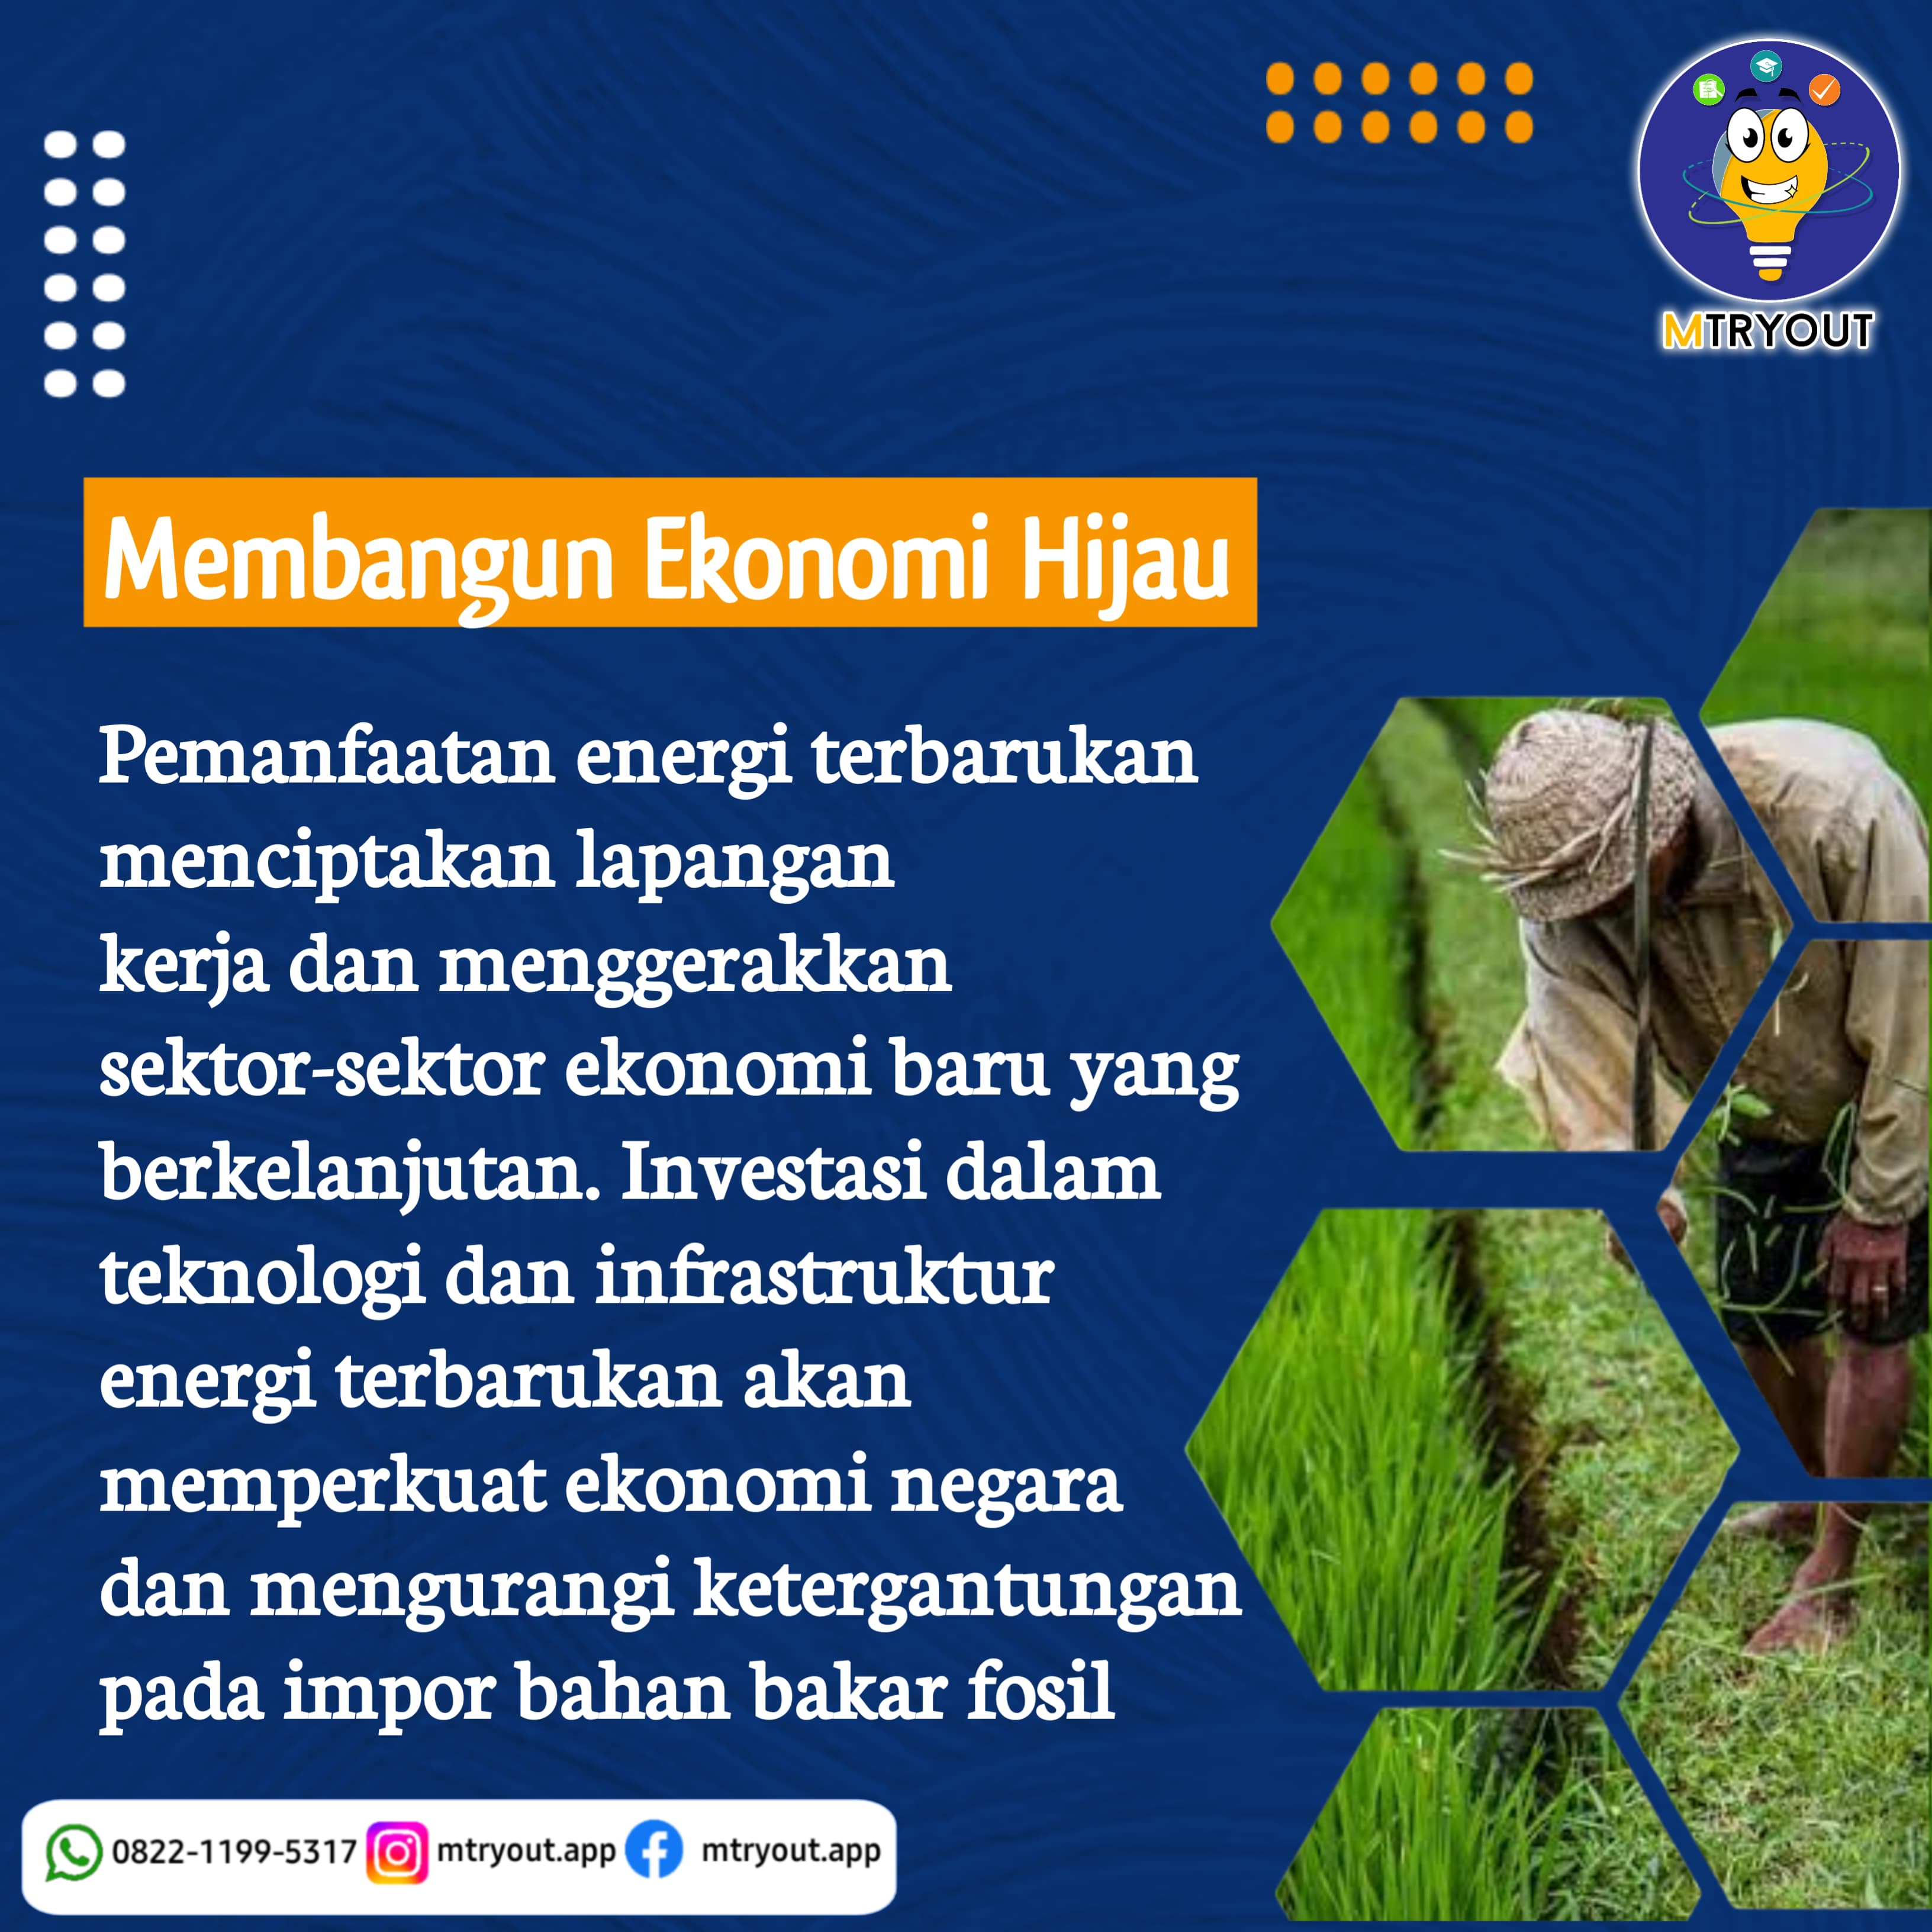 MTRYOUT
Membangun Ekonomi Hijau
Pemanfaatan energi terbarukan
menciptakan lapangan
kerja dan menggerakkan
sektor-sektor ekonomi baru yang
berkelanjutan. Investasi dalam
teknologi dan infrastruktur
energi terbarukan akan
memperkuat ekonomi negara
dan mengurangi ketergantungan
pada impor bahan bakar fosil
0822-1199-5317 mtryout.app mtryout.app